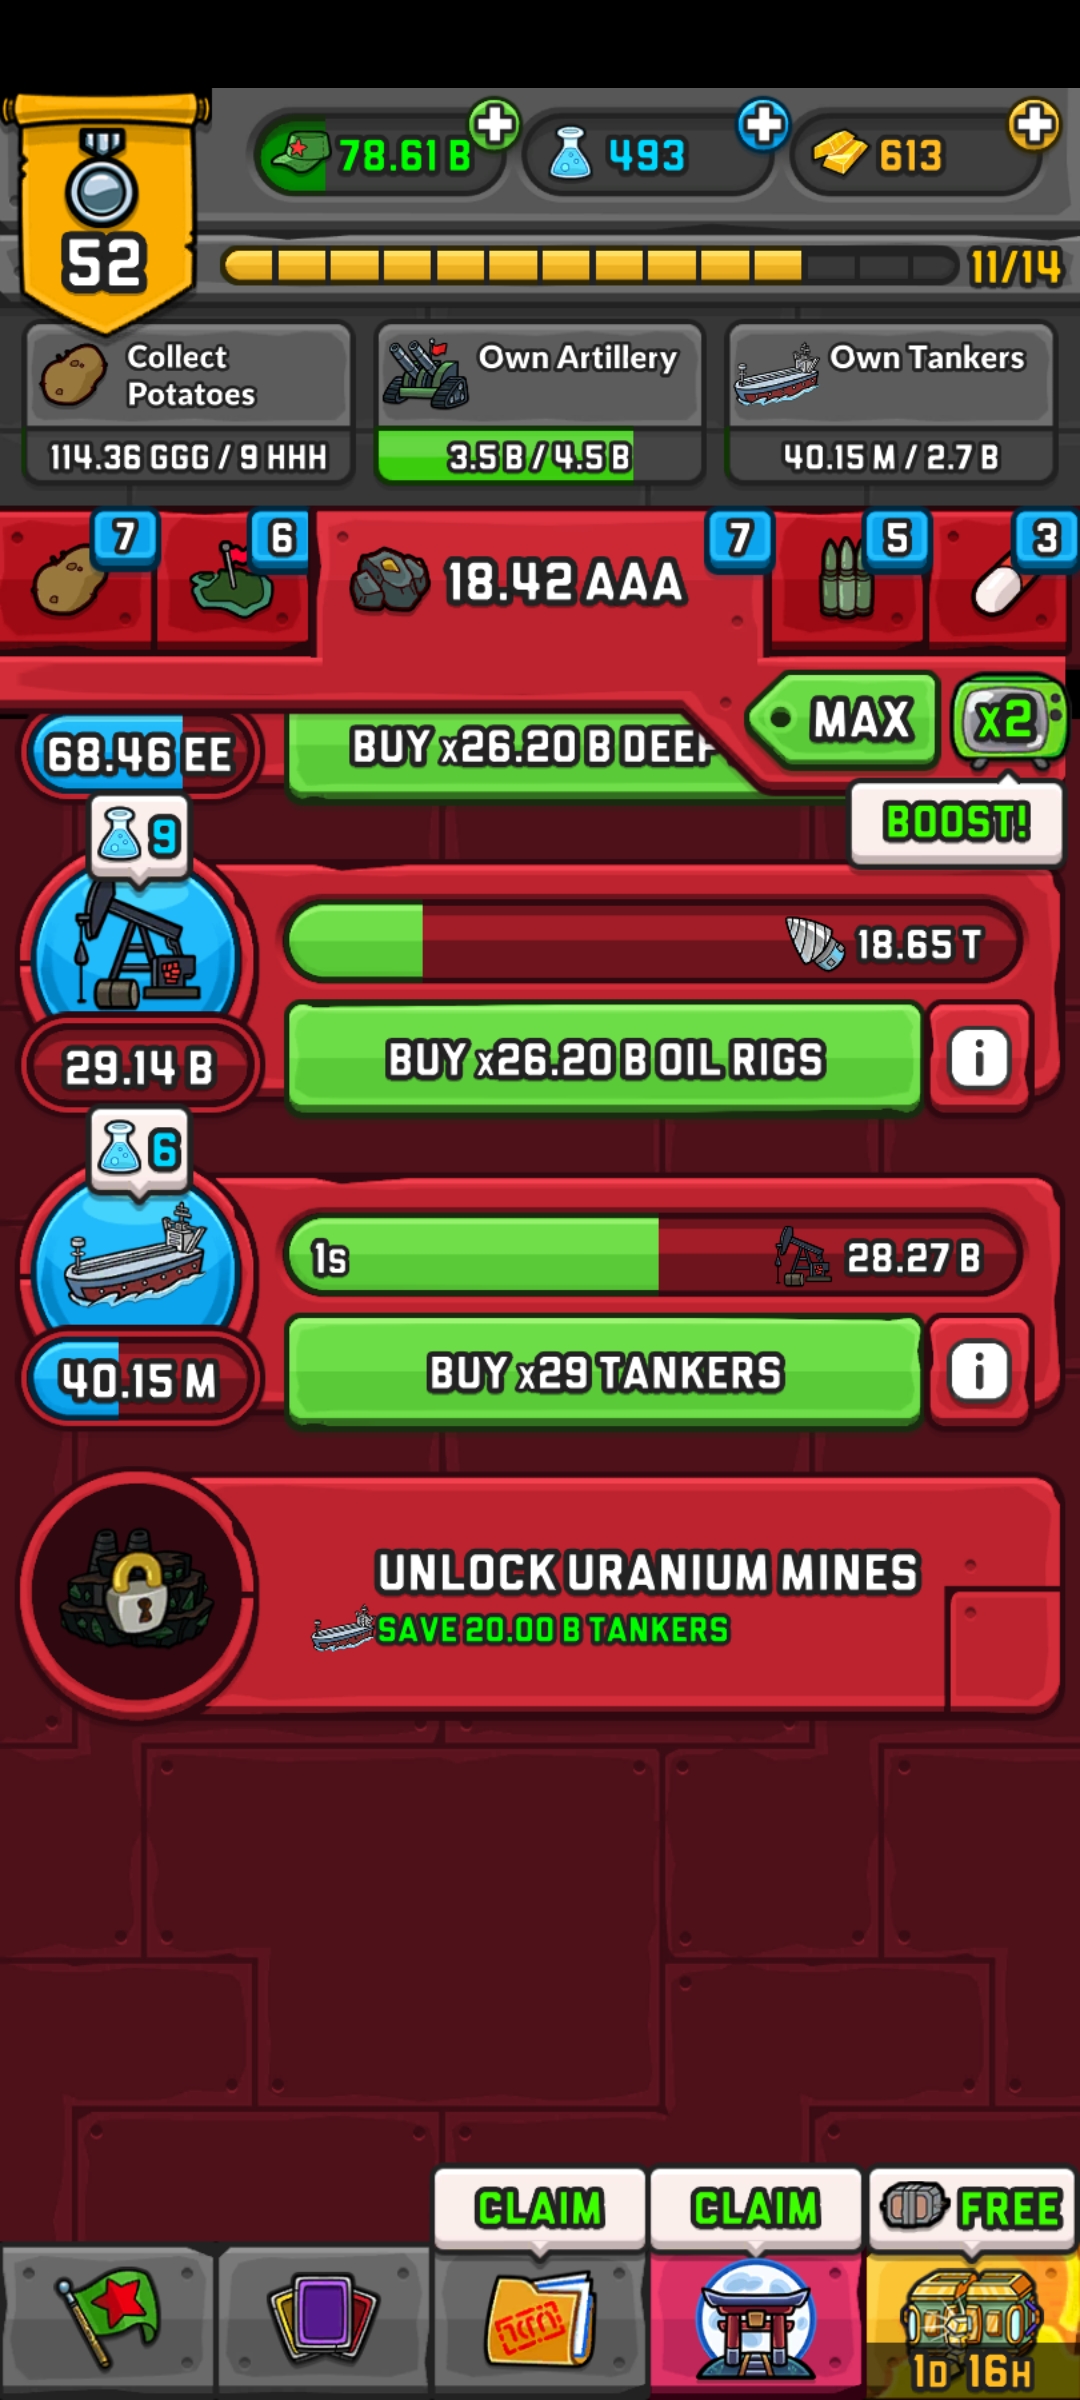 78.61 B
493
613
52
11/14
Collect
Potatoes
Own Artillery
Own Tankers
114.36 GGG / 9 HHH
3.5 B / 4.5 B
40.15 M / 2.7 B
7
6
18.42 AAA
7
5
3
MAX
x2
68.46 EE
BUY x26.20 B DEEP
BOOST!
9
18.65 T
BUY x26.20 B OIL RIGS
i
29.14 B
6
1s
28.27 B
BUY x29 TANKERS
i
40.15 M
UNLOCK URANIUM MINES
SAVE 20.00 B TANKERS
CLAIM
CLAIM
FREE
1D 16H